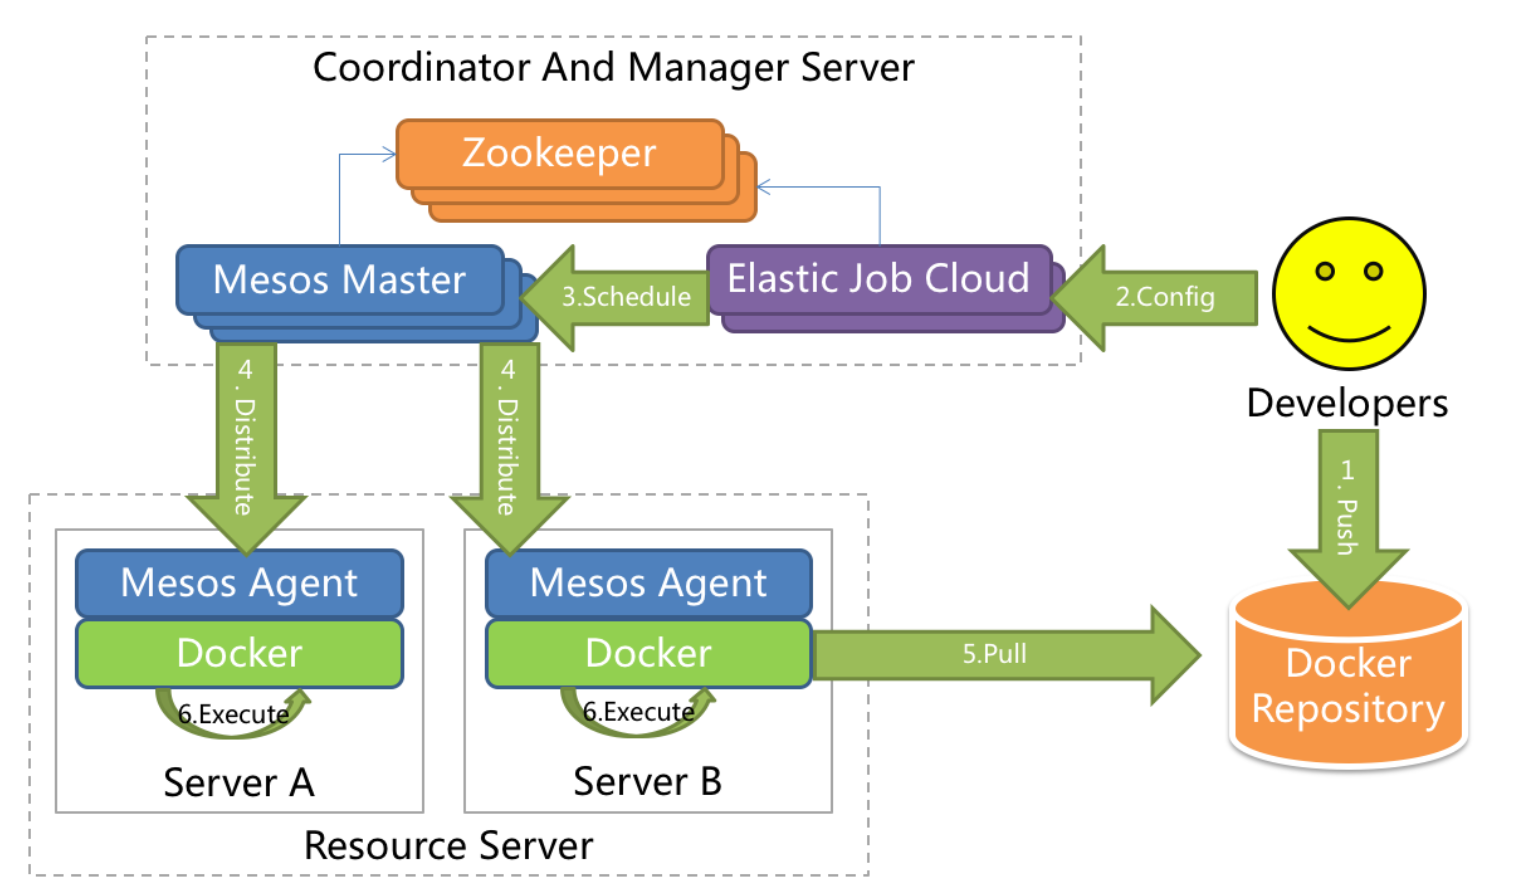 Coordinator And Manager Server
Zookeeper
Mesos Master
3.Schedule
Elastic Job Cloud
2.Config
Developers
4. Distribute
4. Distribute
1. Push
Mesos Agent
Docker
6.Execute
Server A
Mesos Agent
Docker
6.Execute
Server B
5.Pull
Docker
Repository
Resource Server